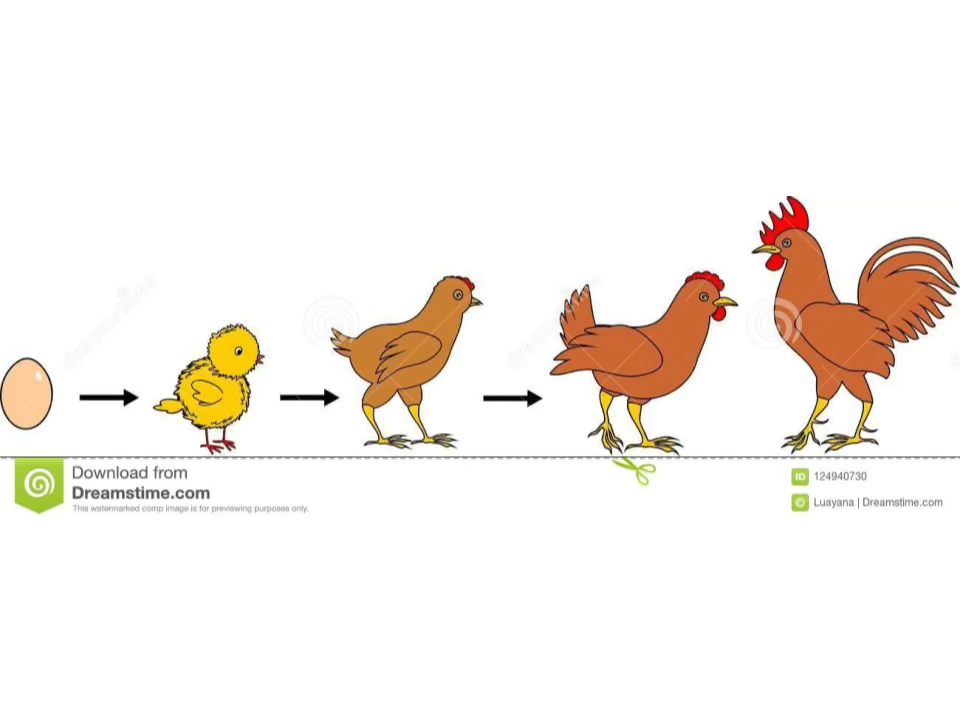 Download from
Dreamstime.com
This watermarked comp image is for previewing purposes only.
ID 124940730
© Luayana | Dreamstime.com